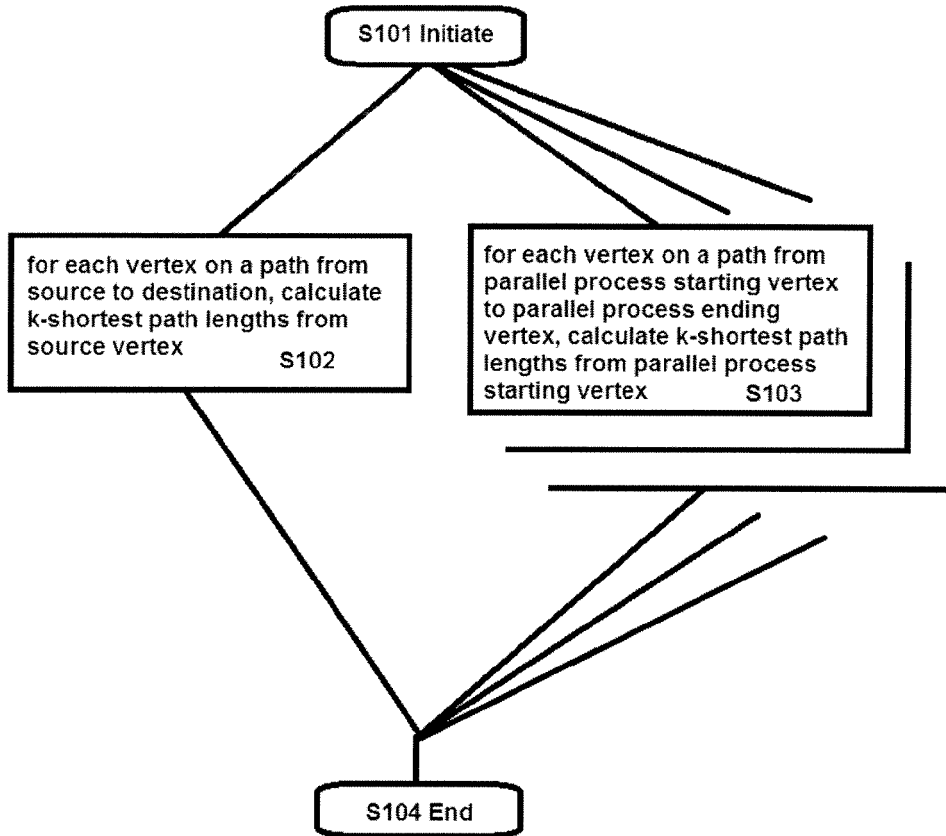 S101 Initiate
for each vertex on a path from
source to destination, calculate
k-shortest path lengths from
source vertex
S102
for each vertex on a path from
parallel process starting vertex
to parallel process ending
vertex, calculate k-shortest path
lengths from parallel process
starting vertex
S103
S104 End